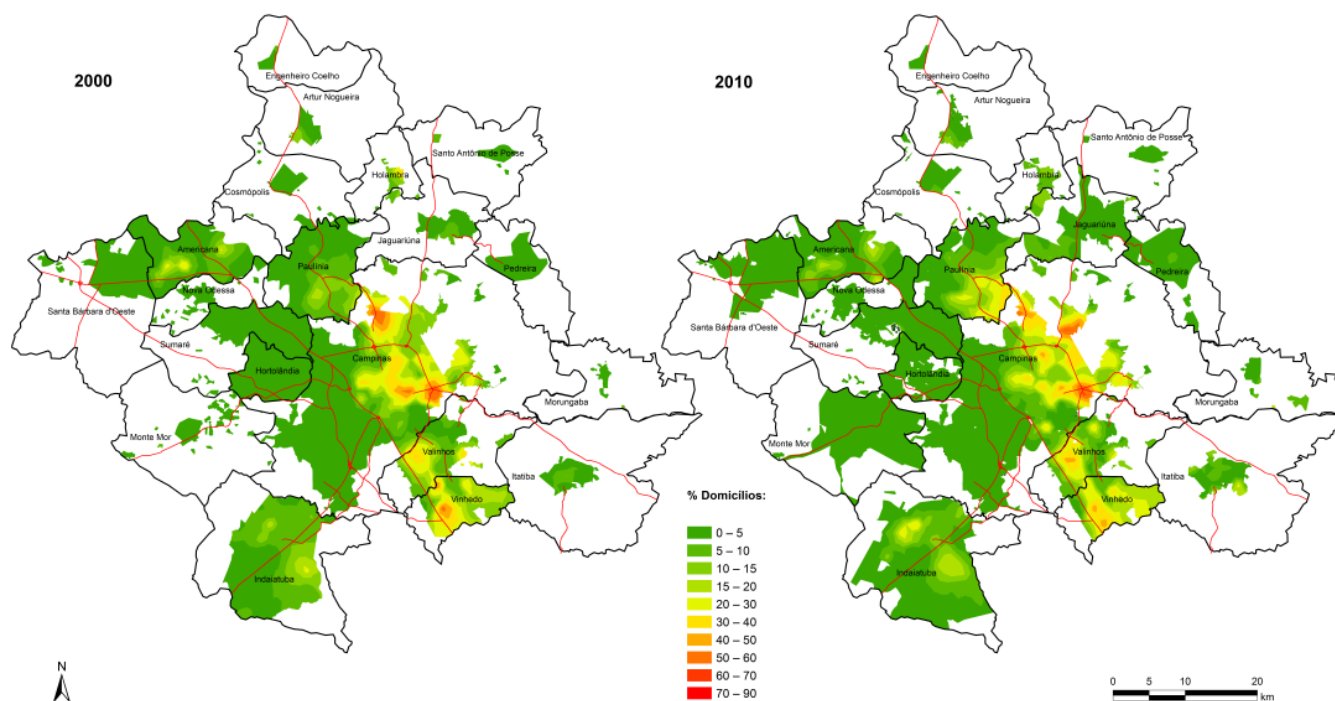 2000
Engenheiro Coelho
Artur Nogueira
Santo Antônio de Posse
Holambra
Cosmópolis
Jaguariúna
Americana
Paulínia
Pedreira
Nova Odessa
Santa Bárbara d'Oeste
Sumaré
Campinas
Hortolândia
Morungaba
Monte Mor
Valinhos
Itatiba
Vinhedo
Indaiatuba
N
2010
Engenheiro Coelho
Artur Nogueira
Santo Antônio de Posse
Holambra
Cosmópolis
Jaguariúna
Americana
Paulínia
Pedreira
Nova Odessa
Santa Bárbara d'Oeste
Sumaré
Campinas
Hortolândia
Morungaba
Monte Mor
Valinhos
Itatiba
Vinhedo
Indaiatuba
% Domicílios:
0 – 5
5 – 10
10 – 15
15 – 20
20 – 30
30 – 40
40 – 50
50 – 60
60 – 70
70 – 90
0 5 10 20
km